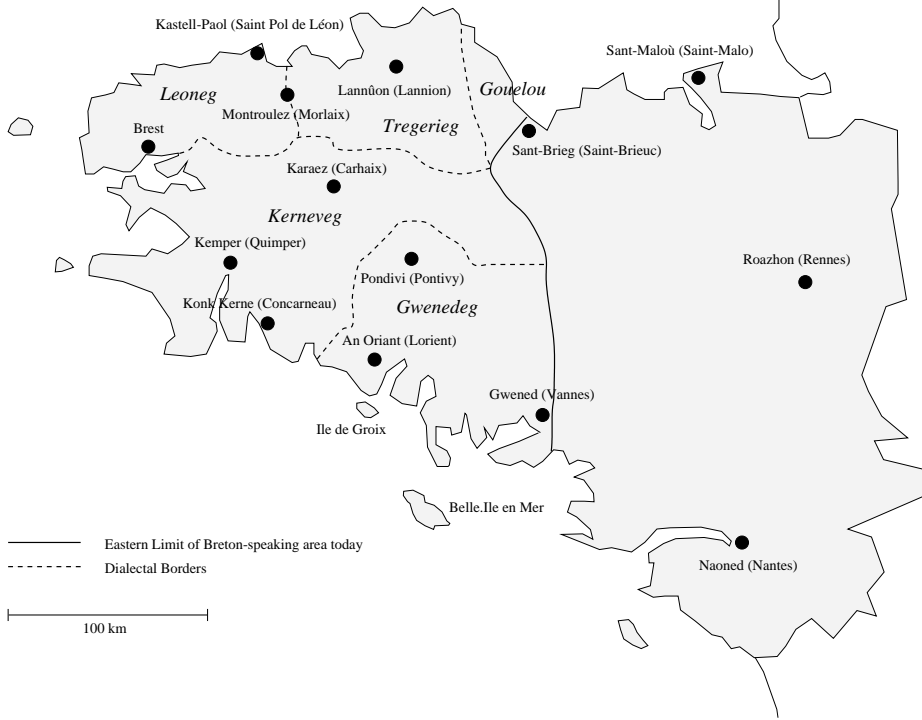 Kastell-Paol (Saint Pol de Léon)
Sant-Maloù (Saint-Malo)
Leoneg
Lannûon (Lannion)
Gouelou
Montroulez (Morlaix)
Tregerieg
Brest
Sant-Brieg (Saint-Brieuc)
Karaez (Carhaix)
Kerneveg
Kemper (Quimper)
Roazhon (Rennes)
Pondivi (Pontivy)
Konk Kerne (Concarneau)
Gwenedeg
An Oriant (Lorient)
Gwened (Vannes)
Ile de Groix
Belle.Ile en Mer
Eastern Limit of Breton-speaking area today
Dialectal Borders
Naoned (Nantes)
100 km